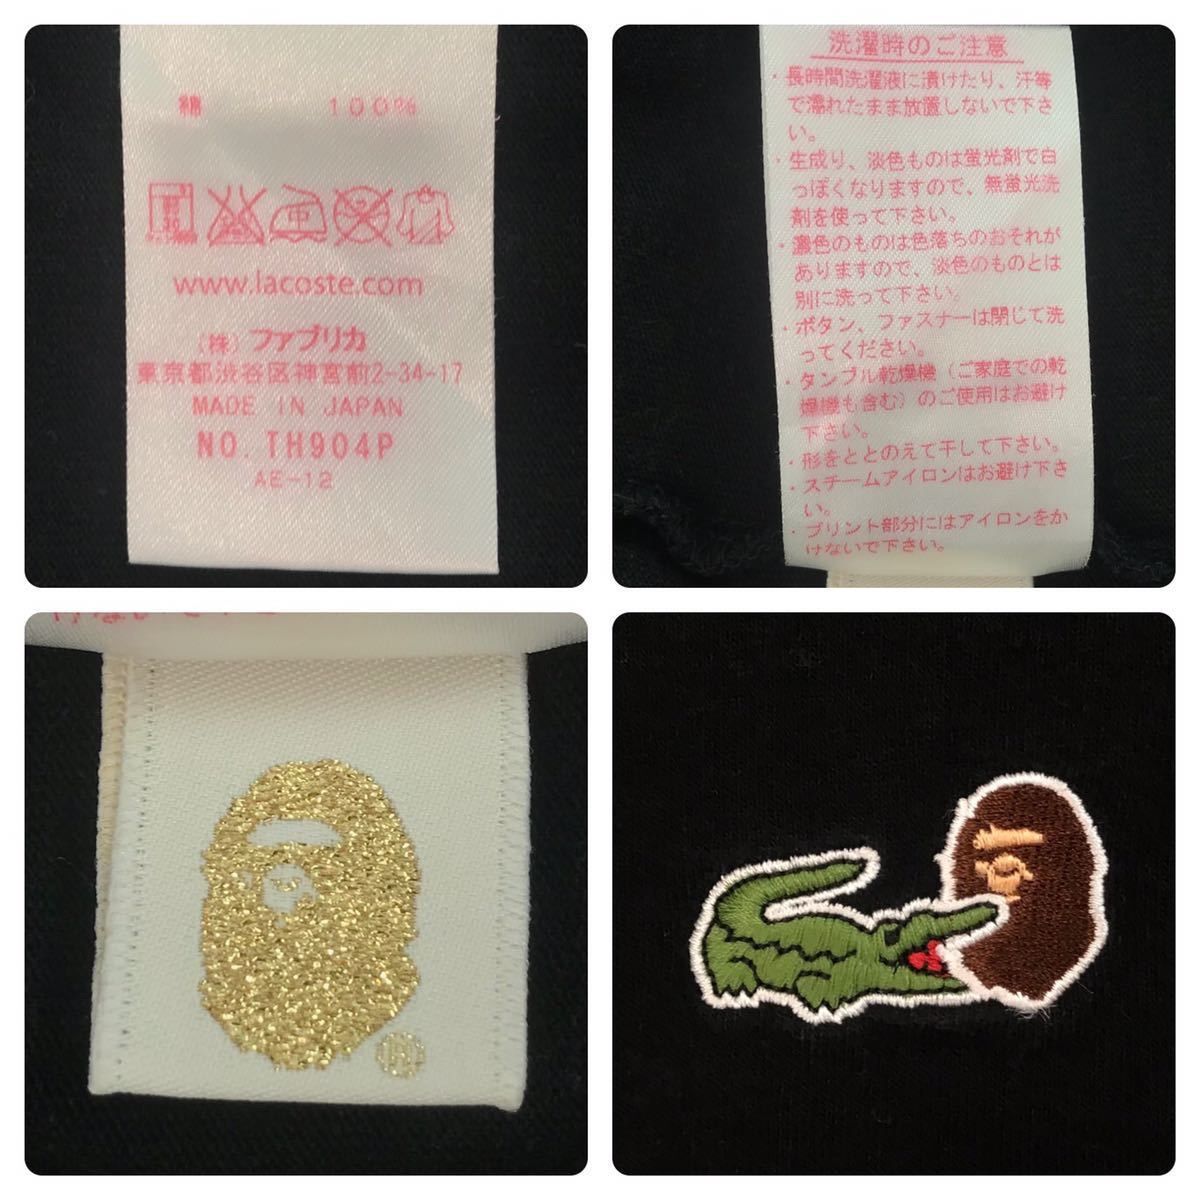 綿 100%
www.lacoste.com
(株) ファブリカ
東京都渋谷区神宮前2-34-17
MADE IN JAPAN
NO. TH904P
AE-12
洗濯時のご注意
・長時間洗濯液に漬けたり、汗等
で濡れたまま放置しないで下さ
い。
・生成り、淡色ものは蛍光剤で白
っぽくなりますので、無蛍光洗
剤を使って下さい。
・濃色のものは色落ちのおそれが
ありますので、淡色のものとは
別に洗って下さい。
・ボタン、ファスナーは閉じて洗
ってください。
・タンブル乾燥機（ご家庭での乾
燥機も含む）のご使用はお避け
下さい。
・形をととのえて干して下さい。
・スチームアイロンはお避け下さ
い。
・プリント部分にはアイロンをか
けないで下さい。